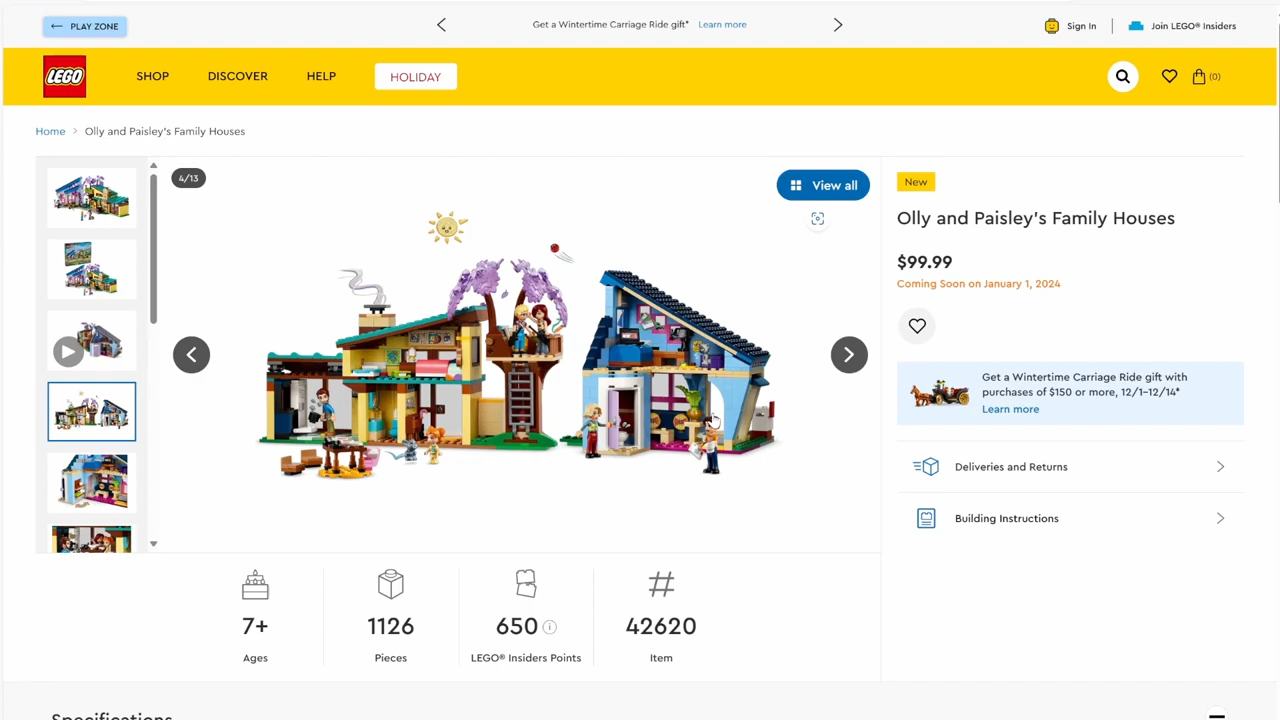 ← PLAY ZONE
Get a Wintertime Carriage Ride gift* Learn more
Sign In
Join LEGO® Insiders
LEGO
SHOP
DISCOVER
HELP
HOLIDAY
(0)
Home > Olly and Paisley's Family Houses
4/13
View all
New
Olly and Paisley's Family Houses
$99.99
Coming Soon on January 1, 2024
Get a Wintertime Carriage Ride gift with
purchases of $150 or more, 12/1-12/14*
Learn more
Deliveries and Returns
Building Instructions
7+
Ages
1126
Pieces
650
LEGO® Insiders Points
42620
Item
Specifications